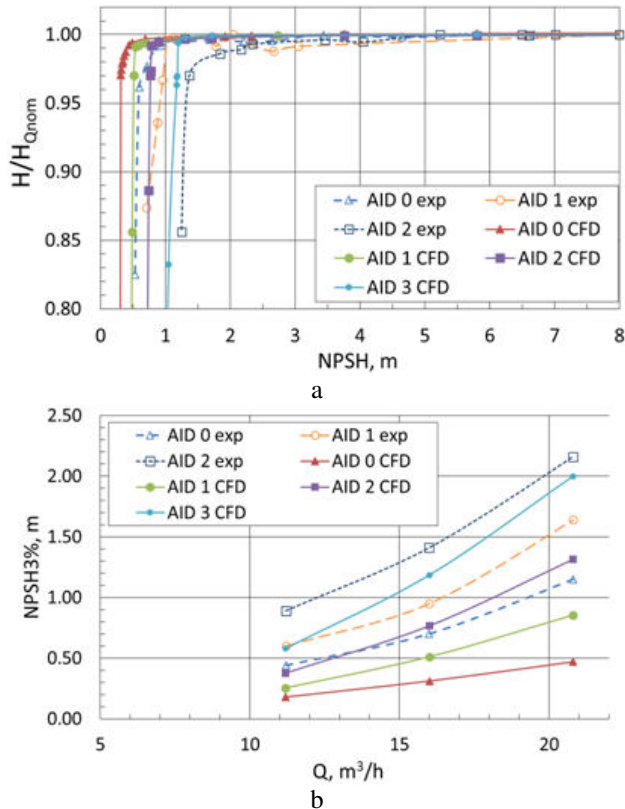 1.00
0.95
0.90
0.85
0.80
H/H_Qnom
AID 0 exp
AID 1 exp
AID 2 exp
AID 0 CFD
AID 1 CFD
AID 2 CFD
AID 3 CFD
0 1 2 3 4 5 6 7 8
NPSH, m
a
2.50
2.00
1.50
1.00
0.50
0.00
NPSH3%, m
AID 0 exp
AID 1 exp
AID 2 exp
AID 0 CFD
AID 1 CFD
AID 2 CFD
AID 3 CFD
5 10 15 20
Q, m³/h
b